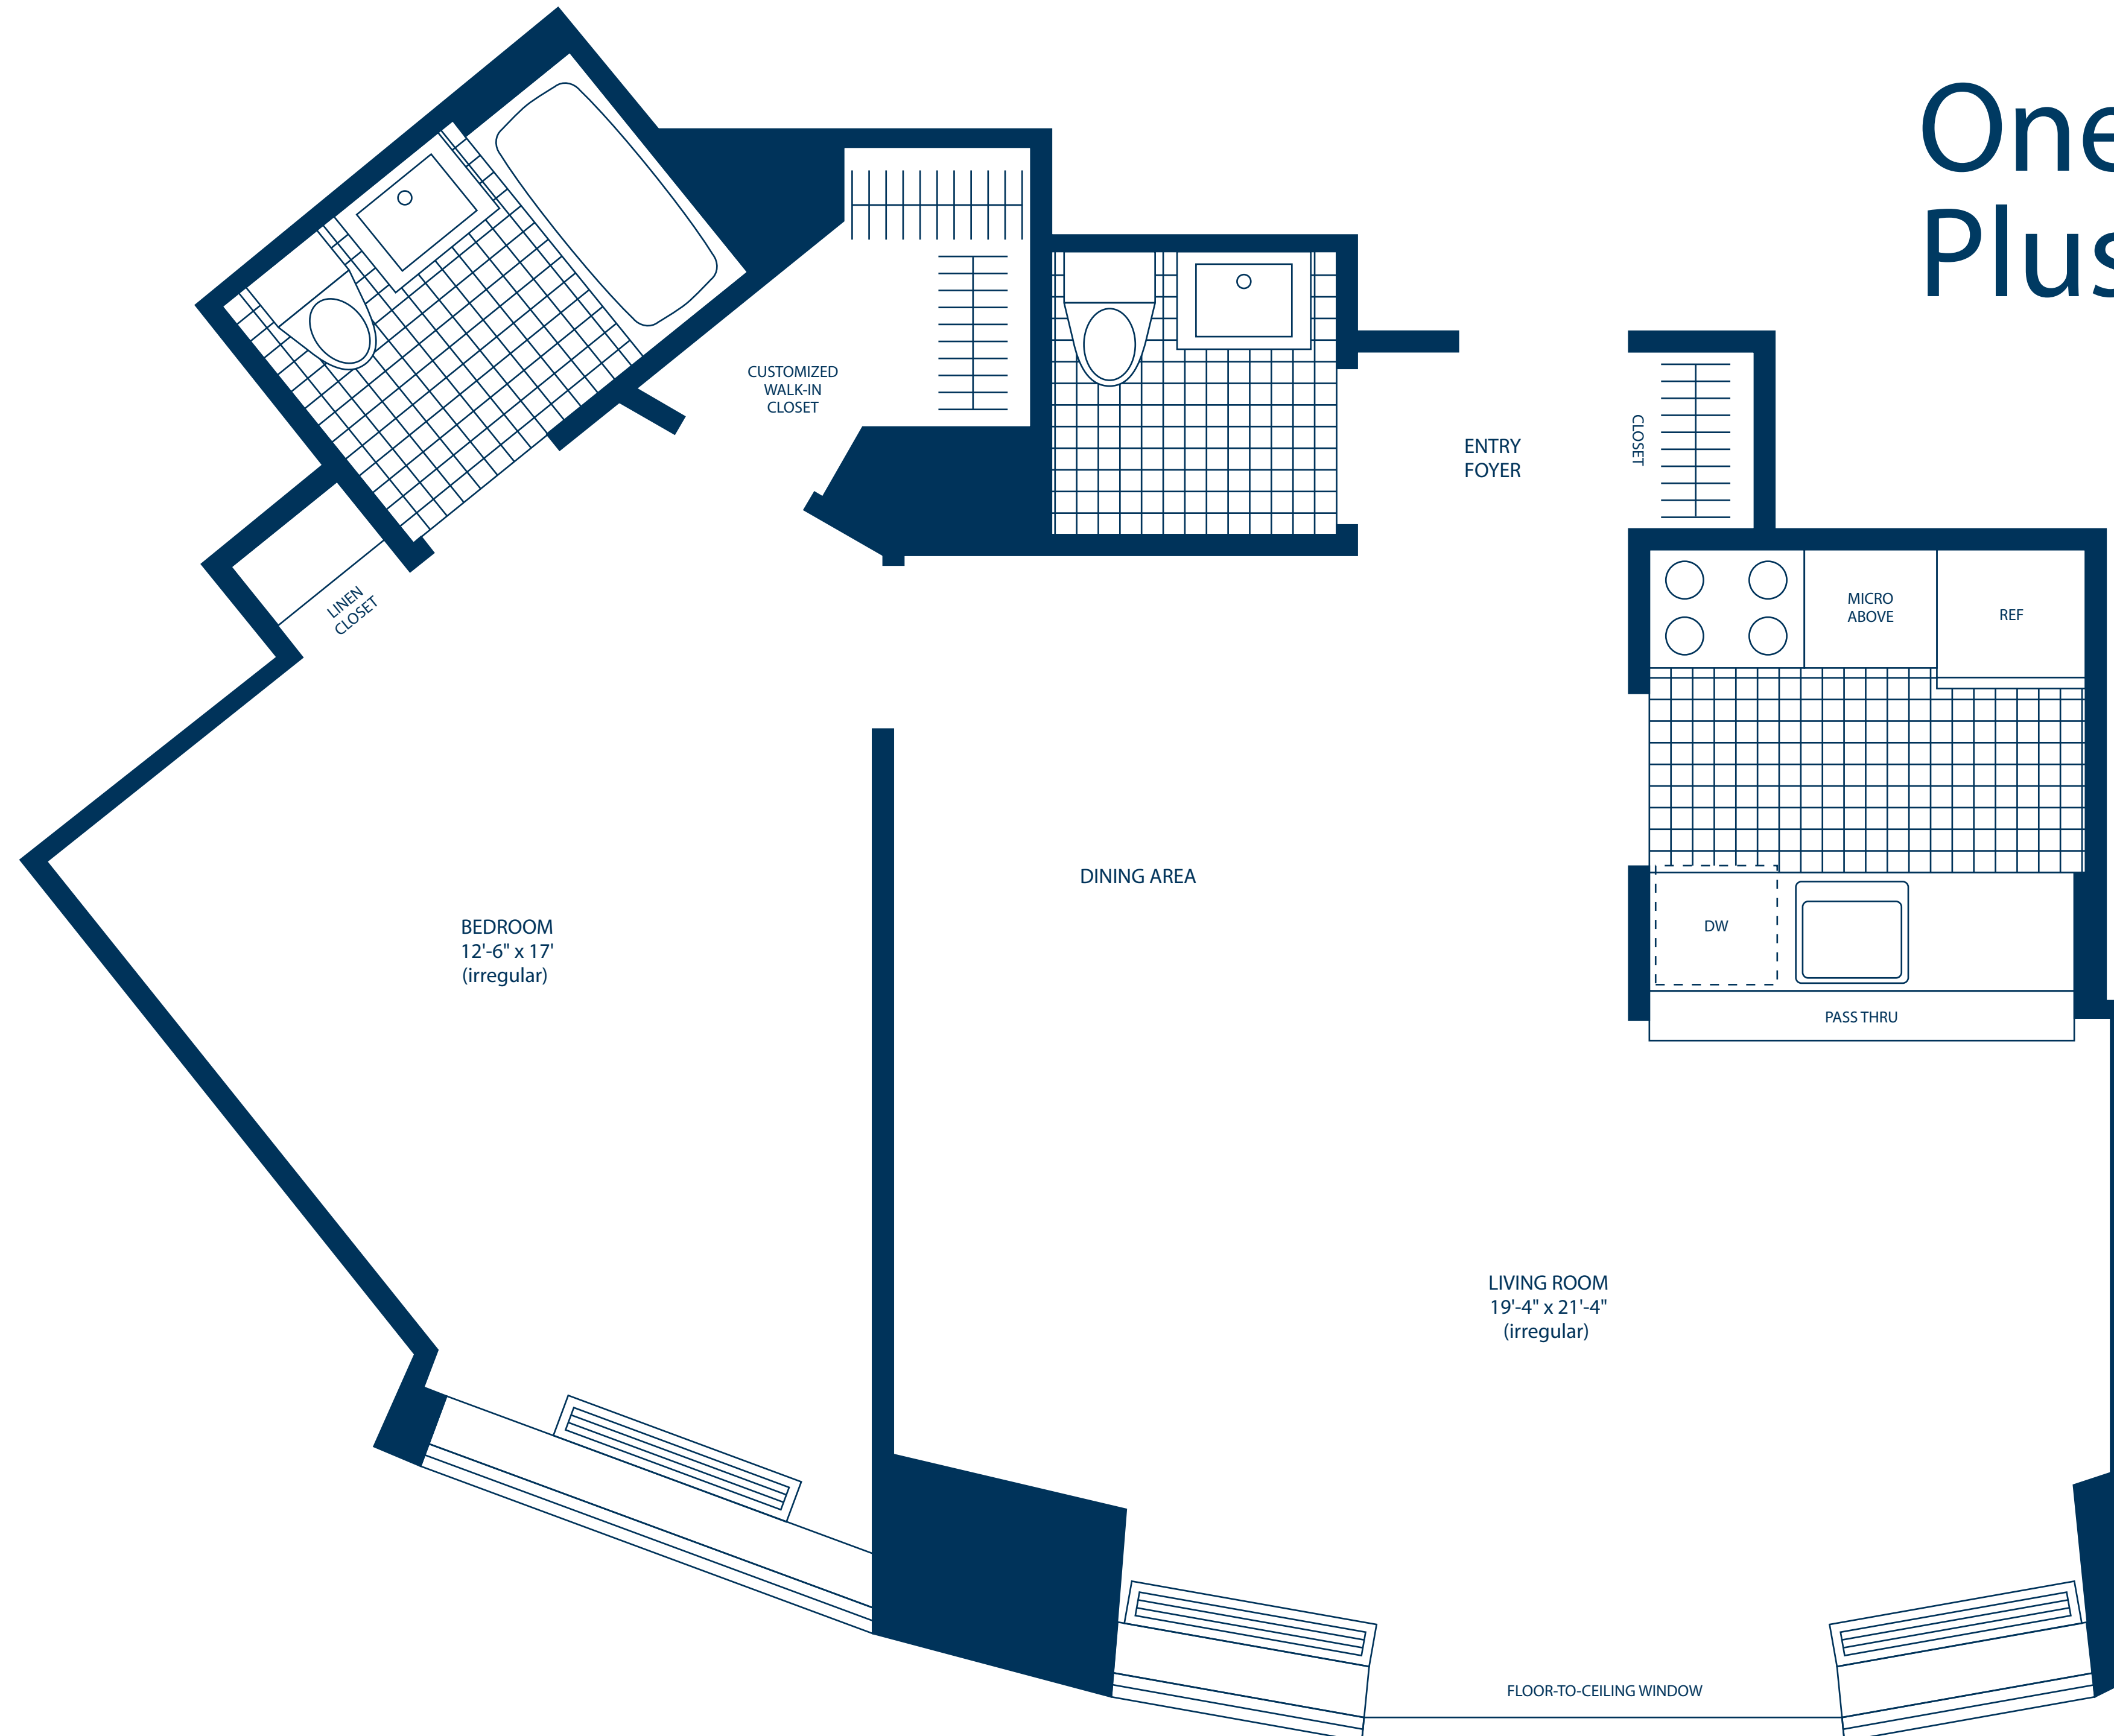 One
Plus
CUSTOMIZED
WALK-IN
CLOSET
ENTRY
FOYER
CLOSET
LINEN
CLOSET
MICRO
ABOVE
REF
DINING AREA
BEDROOM
12'-6" x 17'
(irregular)
DW
PASS THRU
LIVING ROOM
19'-4" x 21'-4"
(irregular)
FLOOR-TO-CEILING WINDOW